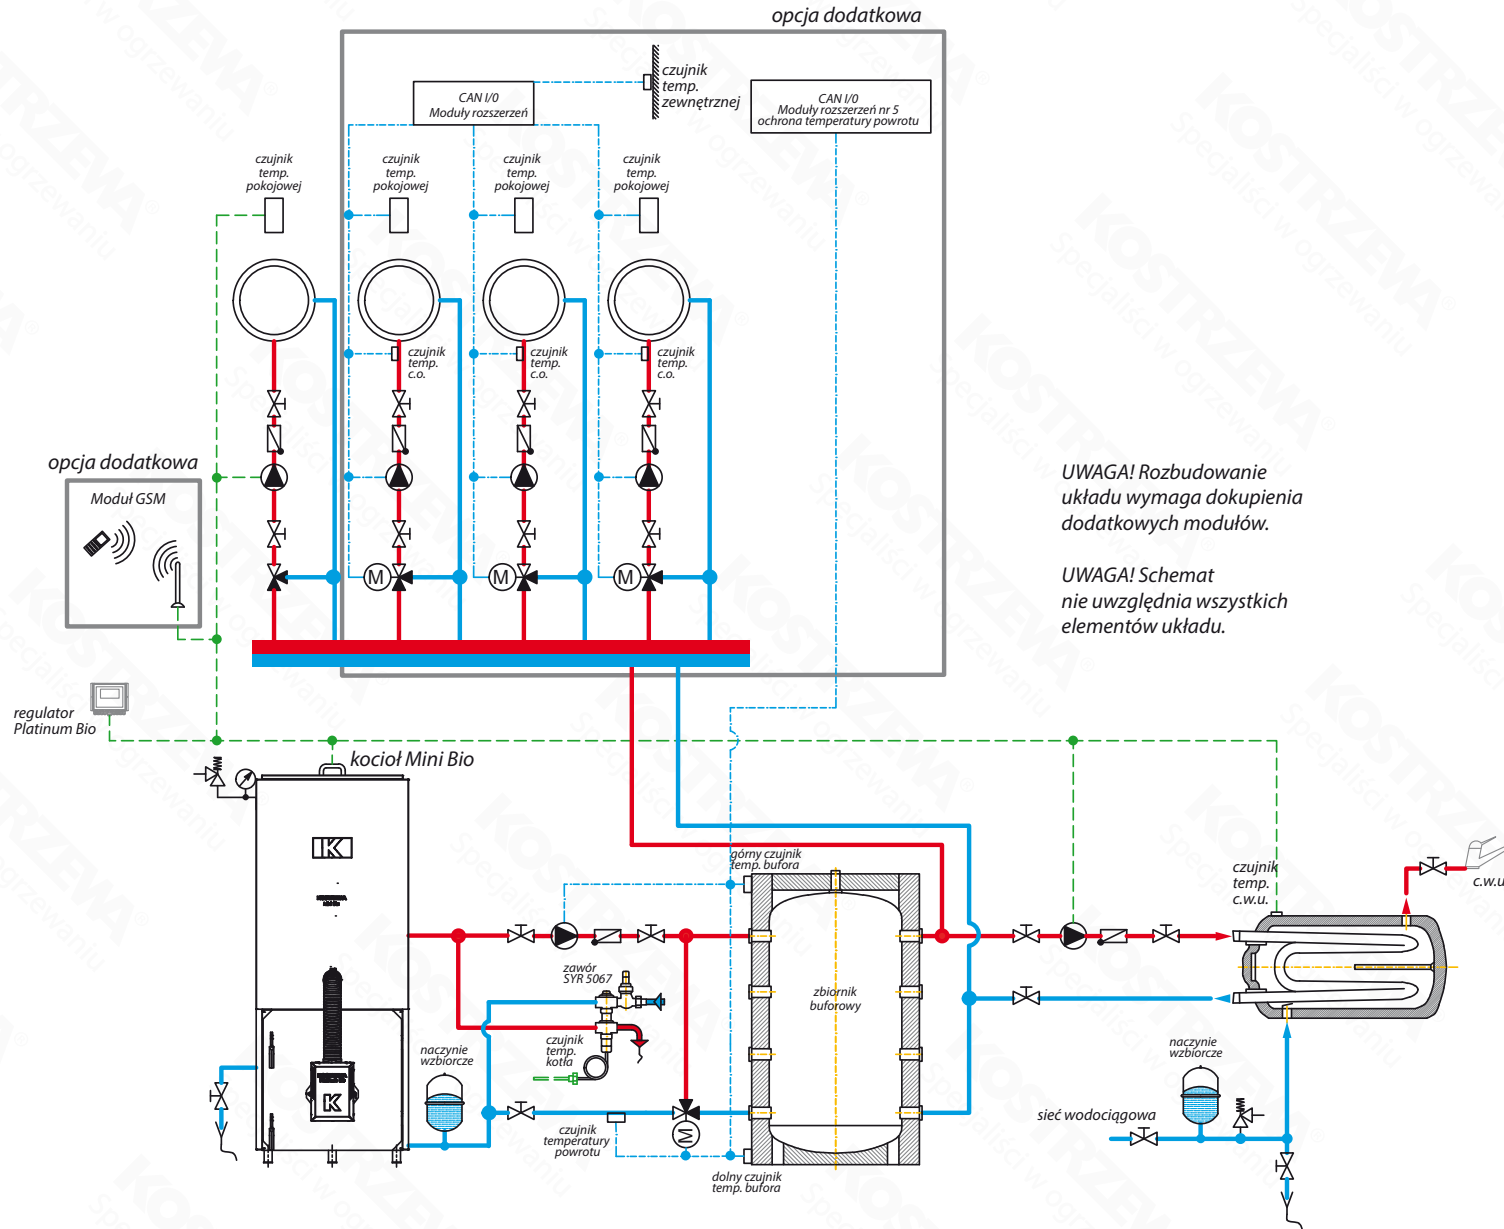 opcja dodatkowa
czujnik
temp.
zewnętrznej
CAN I/0
Moduły rozszerzeń
CAN I/0
Moduły rozszerzeń nr 5
ochrona temperatury powrotu
czujnik
temp.
pokojowej
czujnik
temp.
pokojowej
czujnik
temp.
pokojowej
czujnik
temp.
pokojowej
czujnik
temp.
c.o.
czujnik
temp.
c.o.
czujnik
temp.
c.o.
opcja dodatkowa
Moduł GSM
M
M
M
UWAGA! Rozbudowanie
układu wymaga dokupienia
dodatkowych modułów.
UWAGA! Schemat
nie uwzględnia wszystkich
elementów układu.
regulator
Platinum Bio
kocioł Mini Bio
K
K
górny czujnik
temp. bufora
zawór
SYR 5067
czujnik
temp.
kotła
naczynie
wzbiorcze
zbiornik
buforowy
czujnik
temperatury
powrotu
M
dolny czujnik
temp. bufora
czujnik
temp.
c.w.u.
c.w.u
naczynie
wzbiorcze
sieć wodociągowa
KOSTRZEWA®
Specjaliści w ogrzewaniu